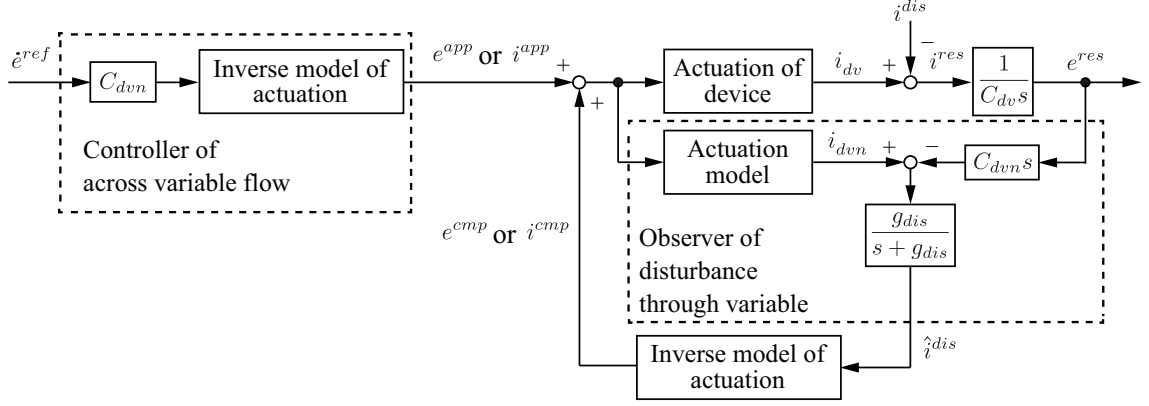 i^{dis}
\dot{e}^{ref}
C_{dvn}
Inverse model of
actuation
e^{app} or i^{app}
+
+
Actuation of
device
i_{dv}
+
−
i^{res}
1
C_{dv}s
e^{res}
Controller of
across variable flow
Actuation
model
i_{dvn}
+
−
C_{dvn}s
e^{cmp} or i^{cmp}
g_{dis}
s + g_{dis}
Observer of
disturbance
through variable
\hat{i}^{dis}
Inverse model of
actuation